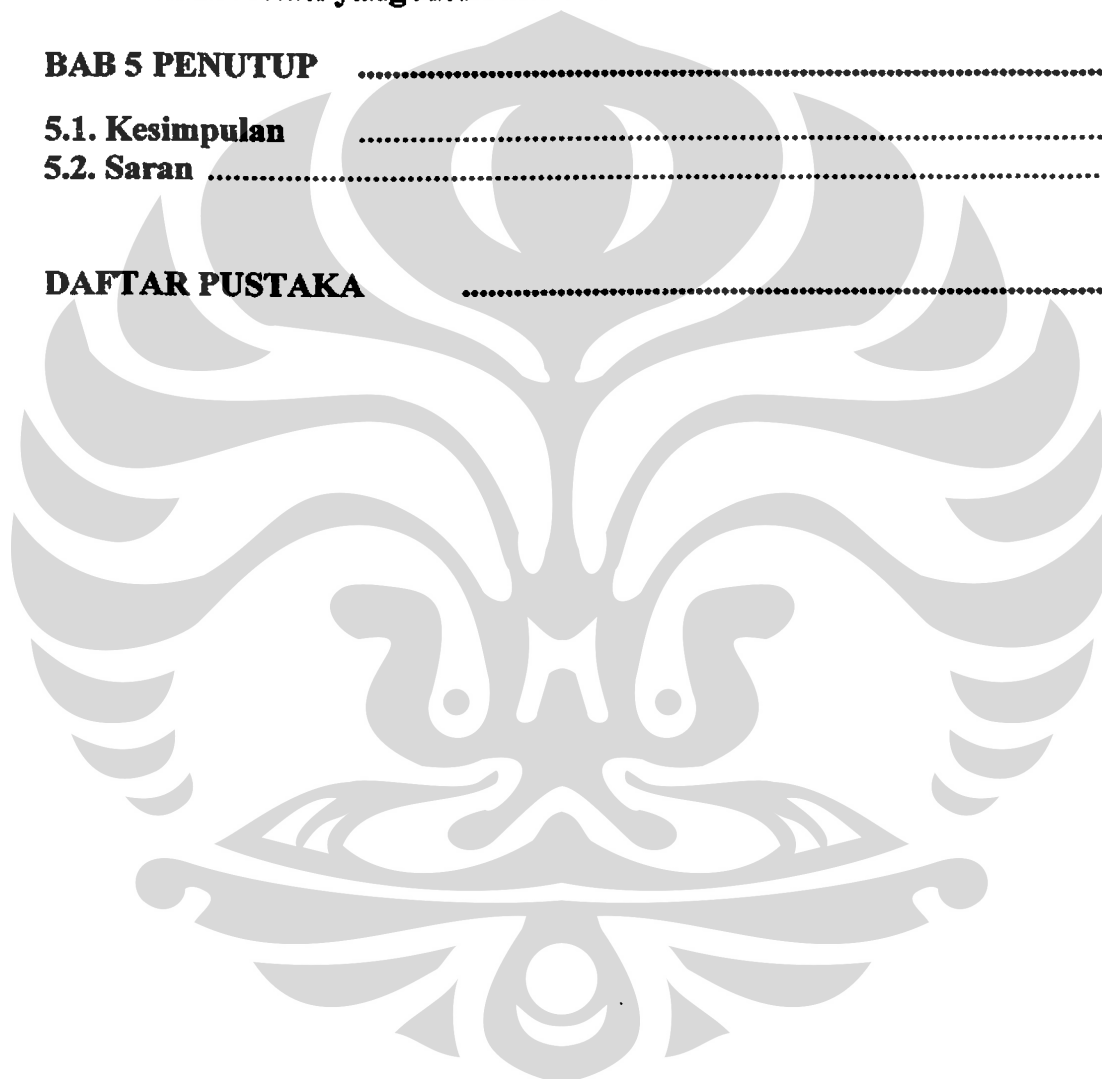 BAB 5 PENUTUP ........................................................................
5.1. Kesimpulan ........................................................................
5.2. Saran ........................................................................
DAFTAR PUSTAKA ........................................................................